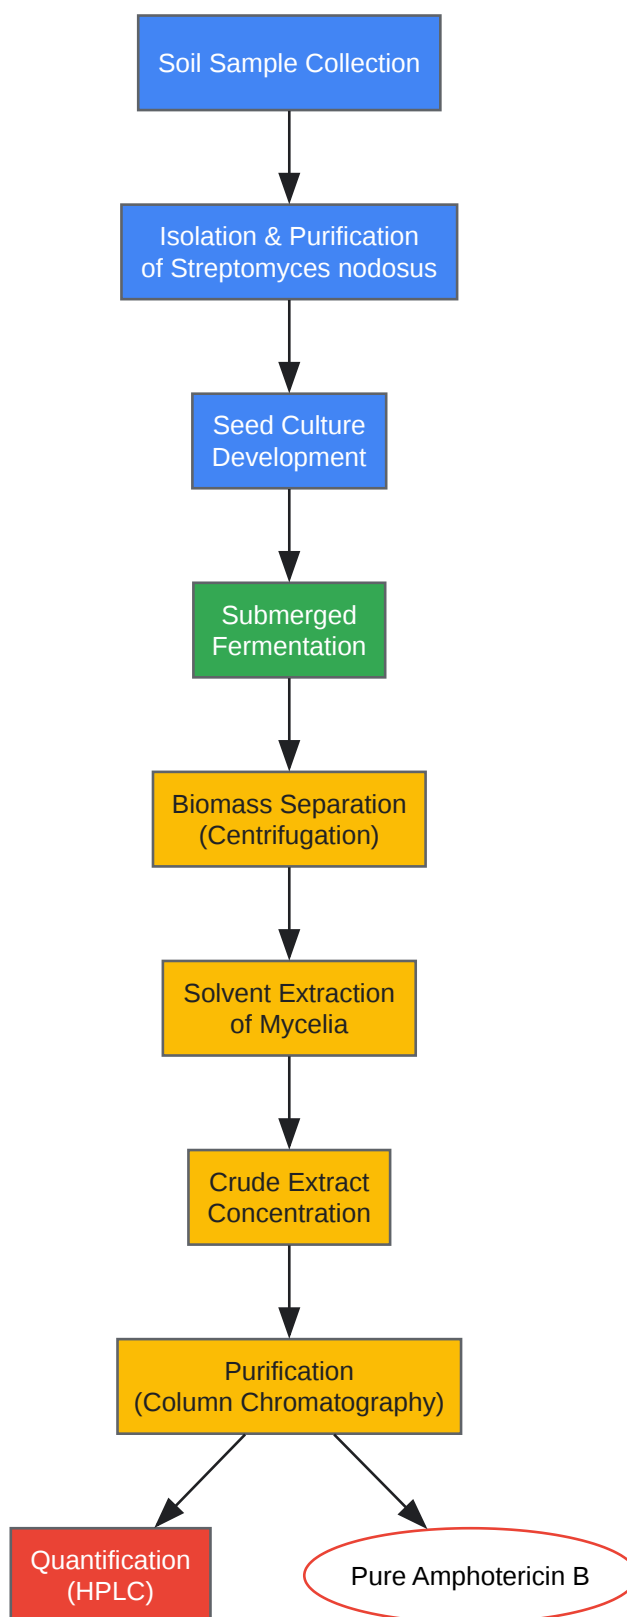 Soil Sample Collection
Isolation & Purification
of Streptomyces nodosus
Seed Culture
Development
Submerged
Fermentation
Biomass Separation
(Centrifugation)
Solvent Extraction
of Mycelia
Crude Extract
Concentration
Purification
(Column Chromatography)
Quantification
(HPLC)
Pure Amphotericin B